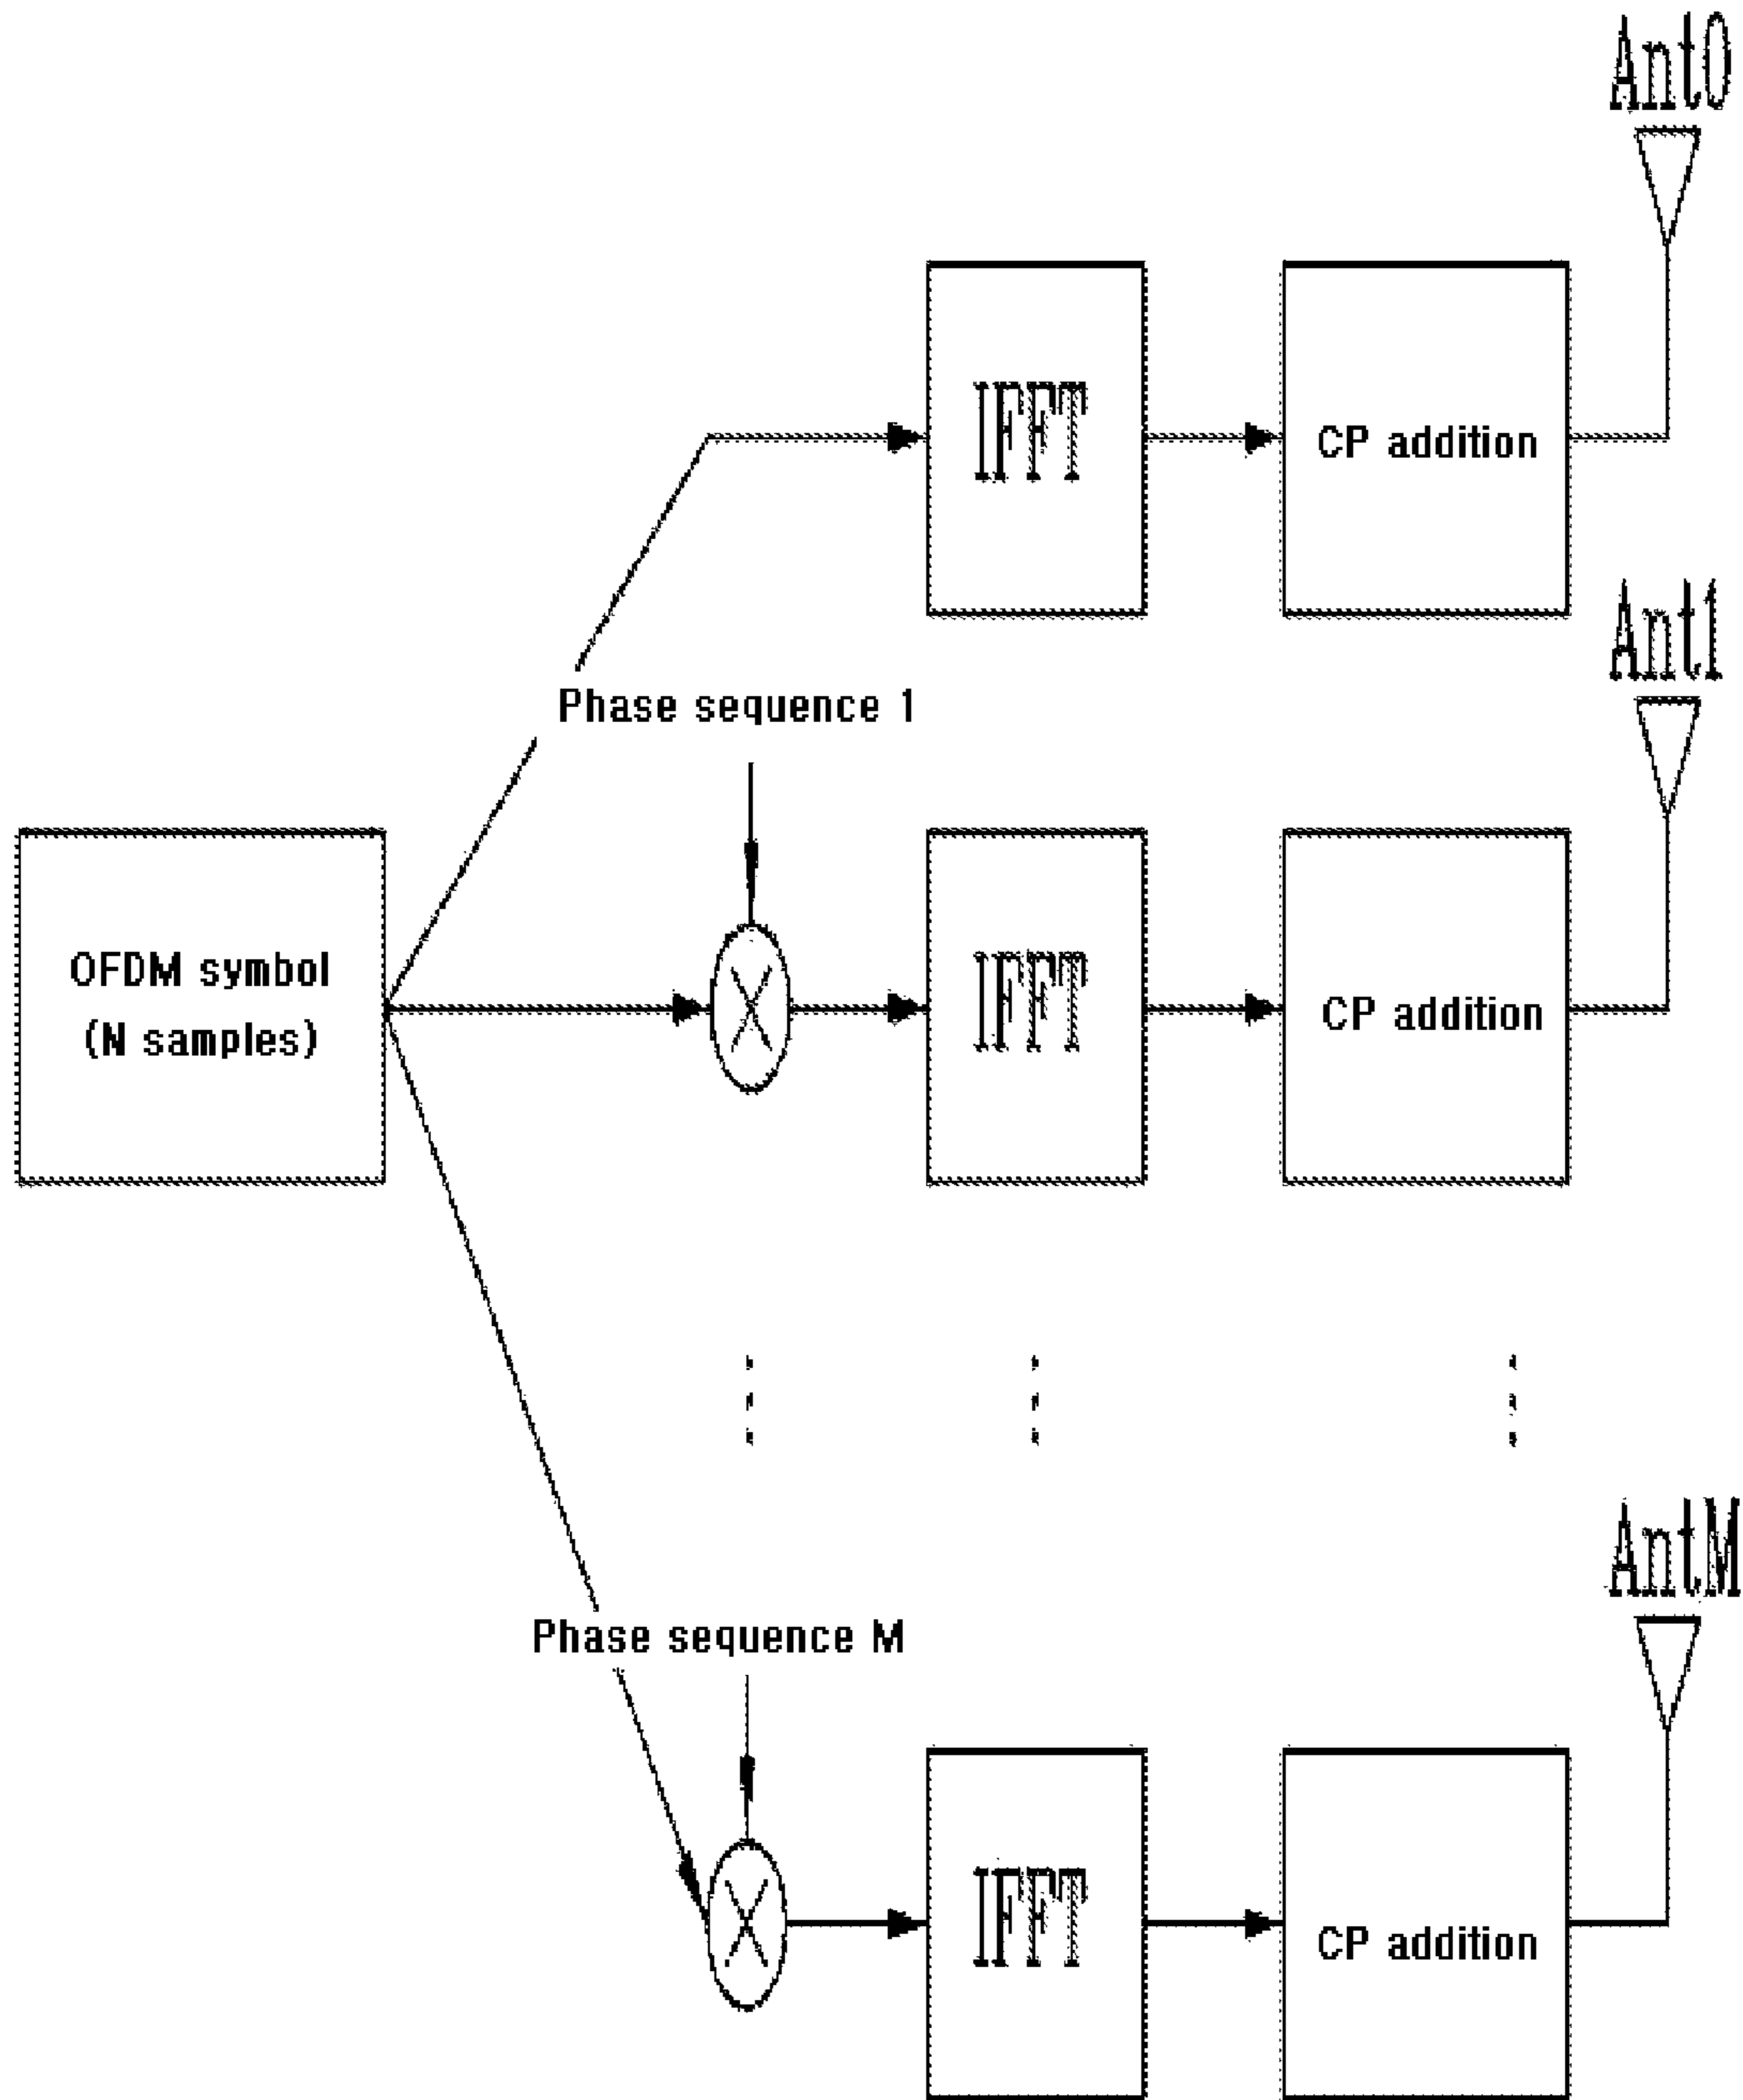 Ant0
IFFT
CP addition
Ant1
Phase sequence 1
OFDM symbol
(N samples)
IFFT
CP addition
AntM
Phase sequence M
IFFT
CP addition